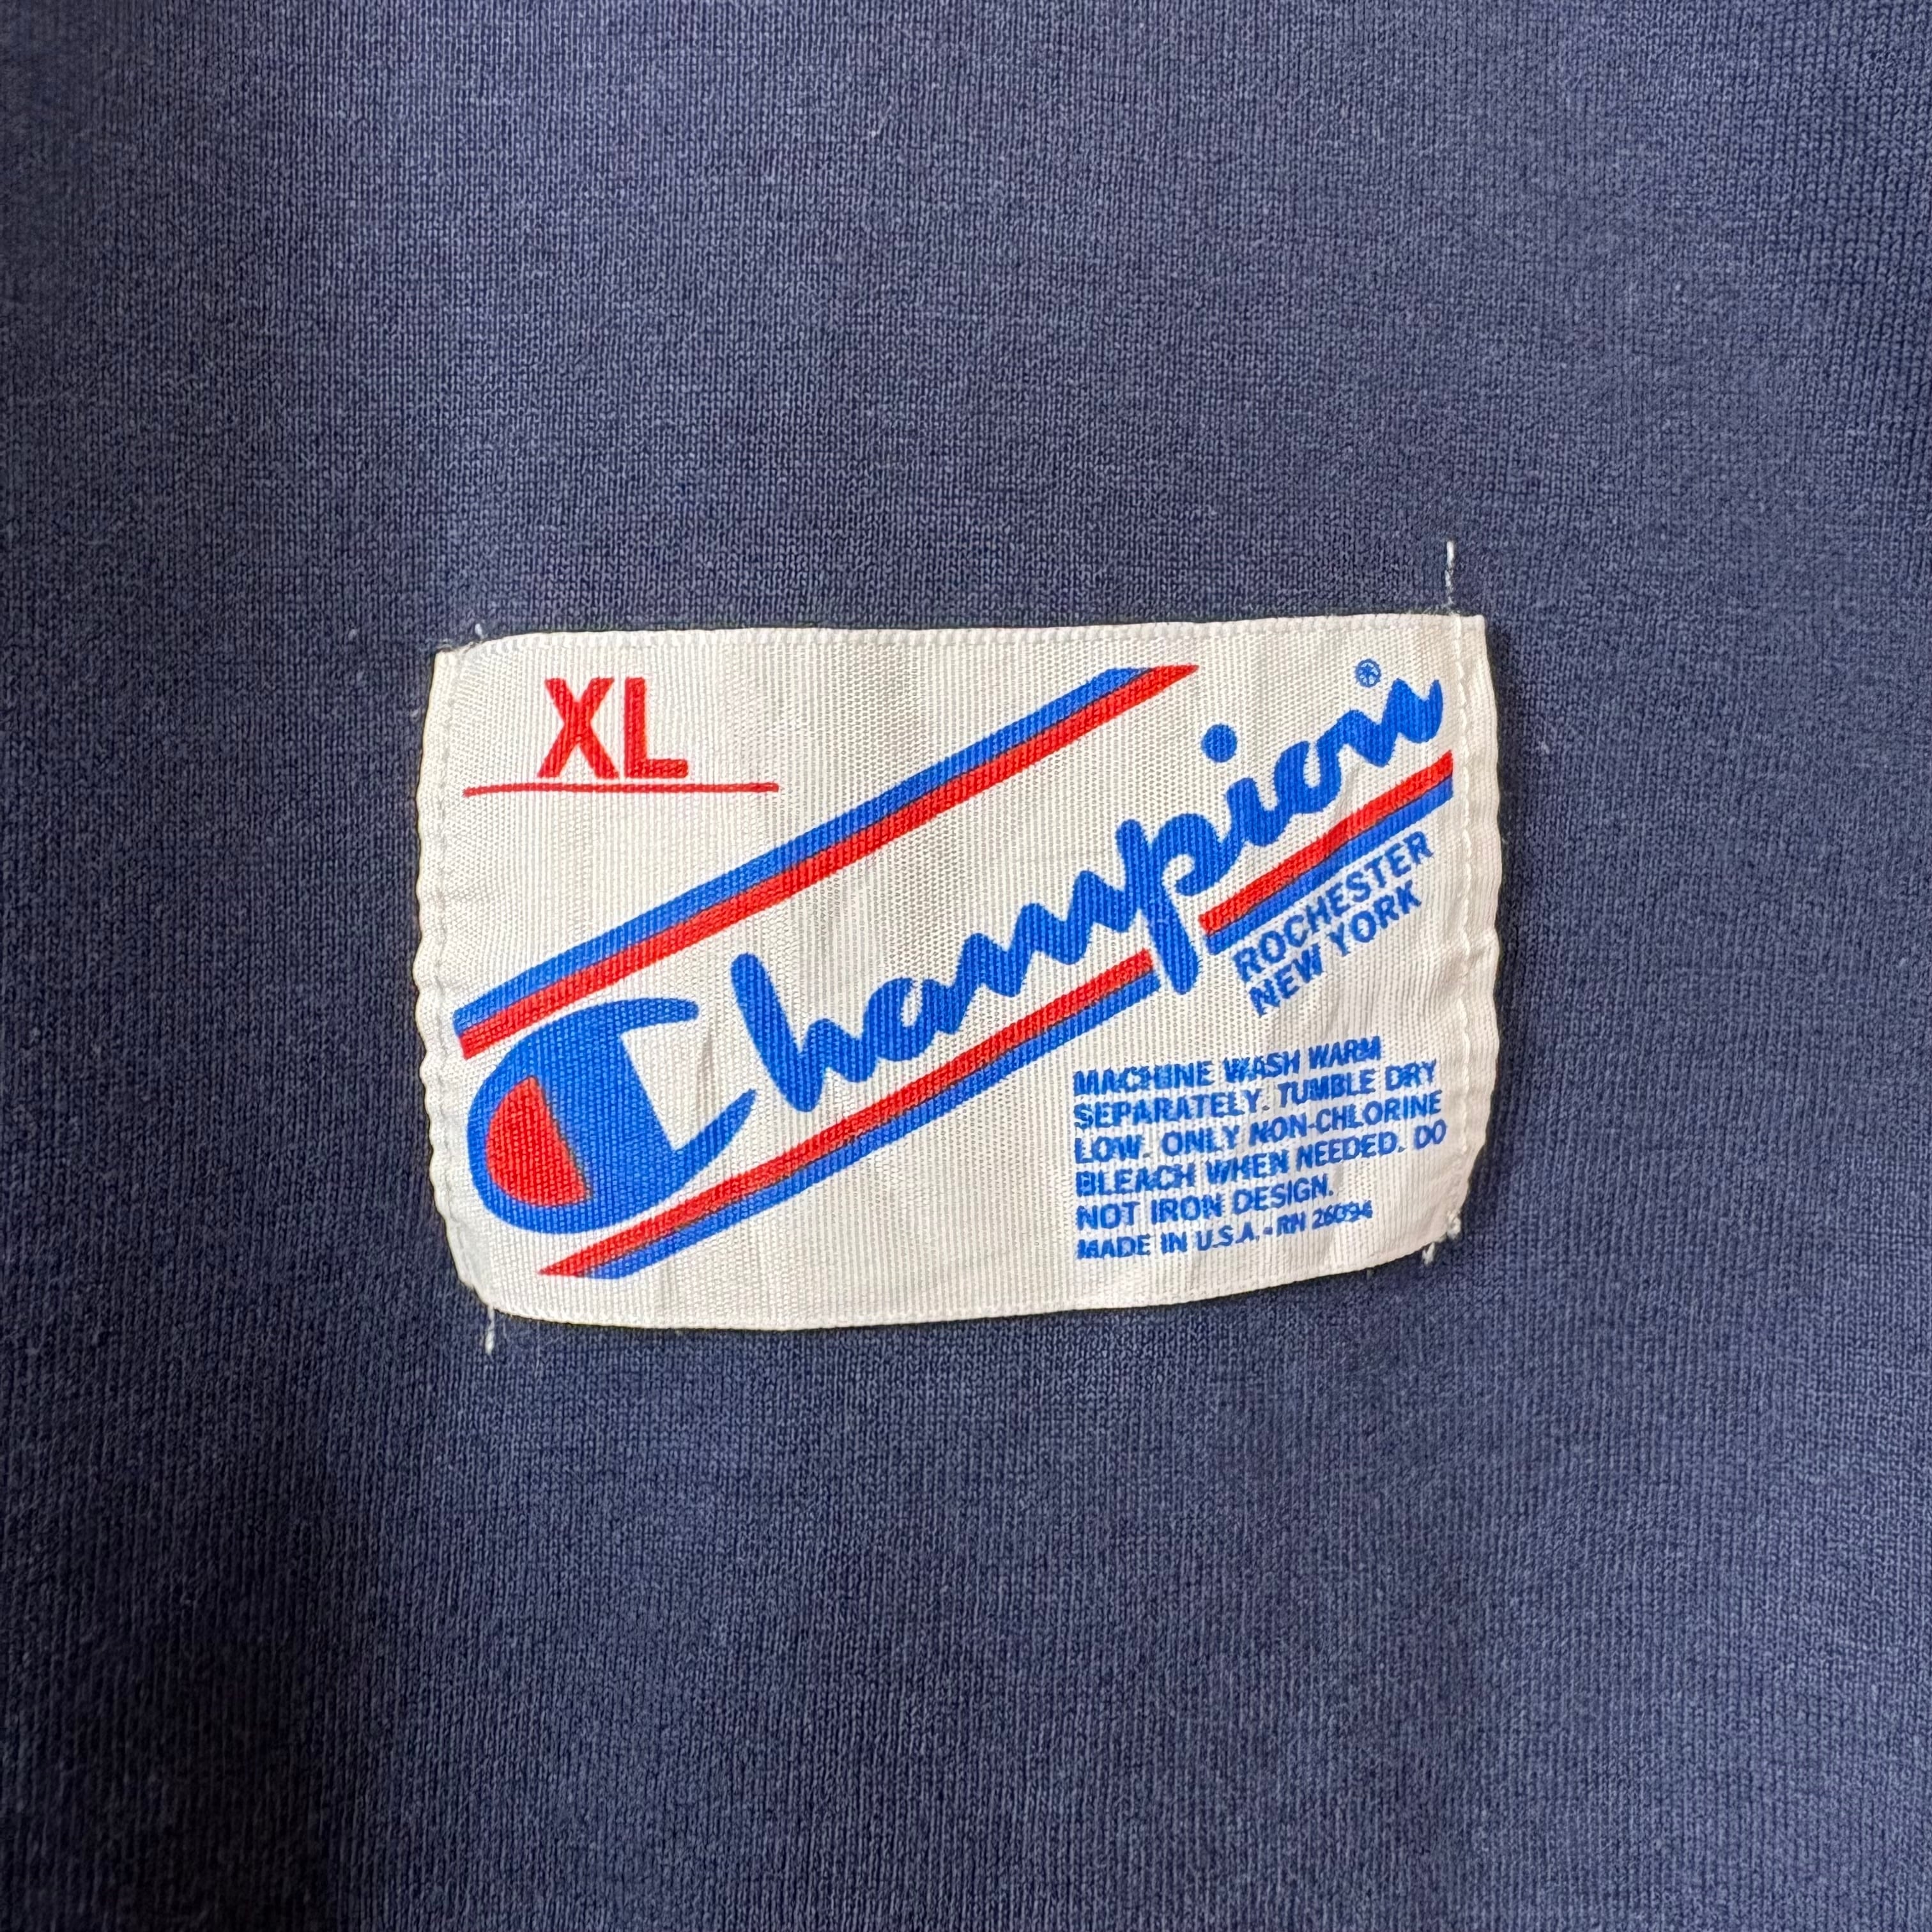 XL
Champion®
ROCHESTER
NEW YORK
MACHINE WASH WARM
SEPARATELY. TUMBLE DRY
LOW. ONLY NON-CHLORINE
BLEACH WHEN NEEDED. DO
NOT IRON DESIGN.
MADE IN U.S.A. - RN 26094